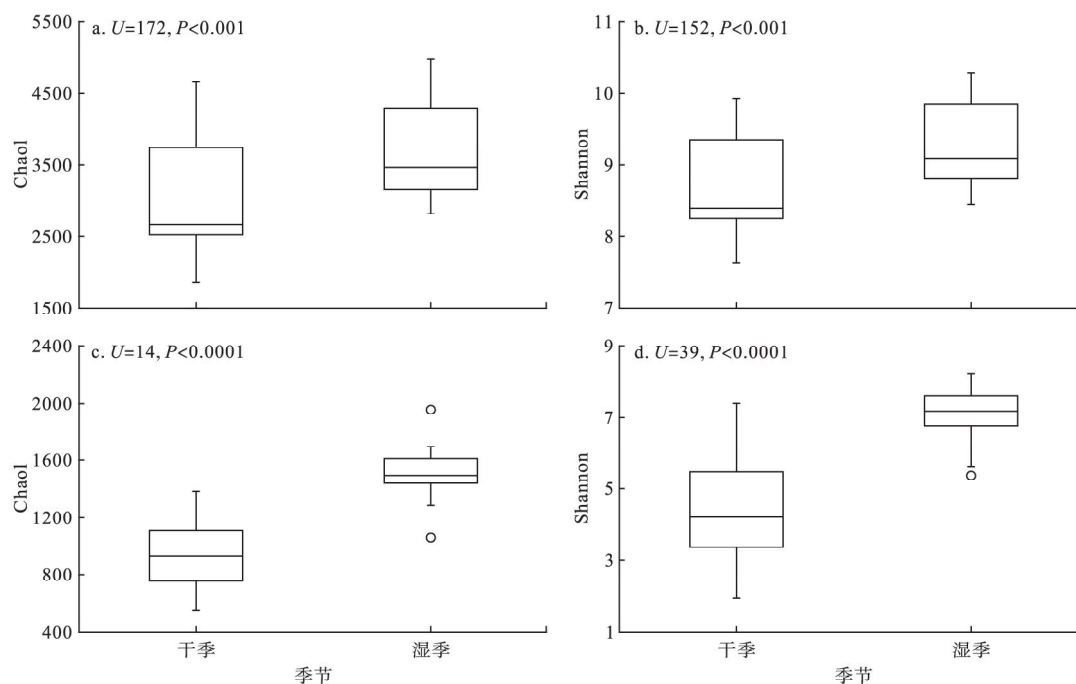 5500
a. U=172, P<0.001
4500
3500
2500
1500
Chaol
11
b. U=152, P<0.001
10
9
8
7
Shannon
2400
c. U=14, P<0.0001
2000
1600
1200
800
400
Chaol
干季
湿季
季节
9
d. U=39, P<0.0001
7
5
3
1
Shannon
干季
湿季
季节